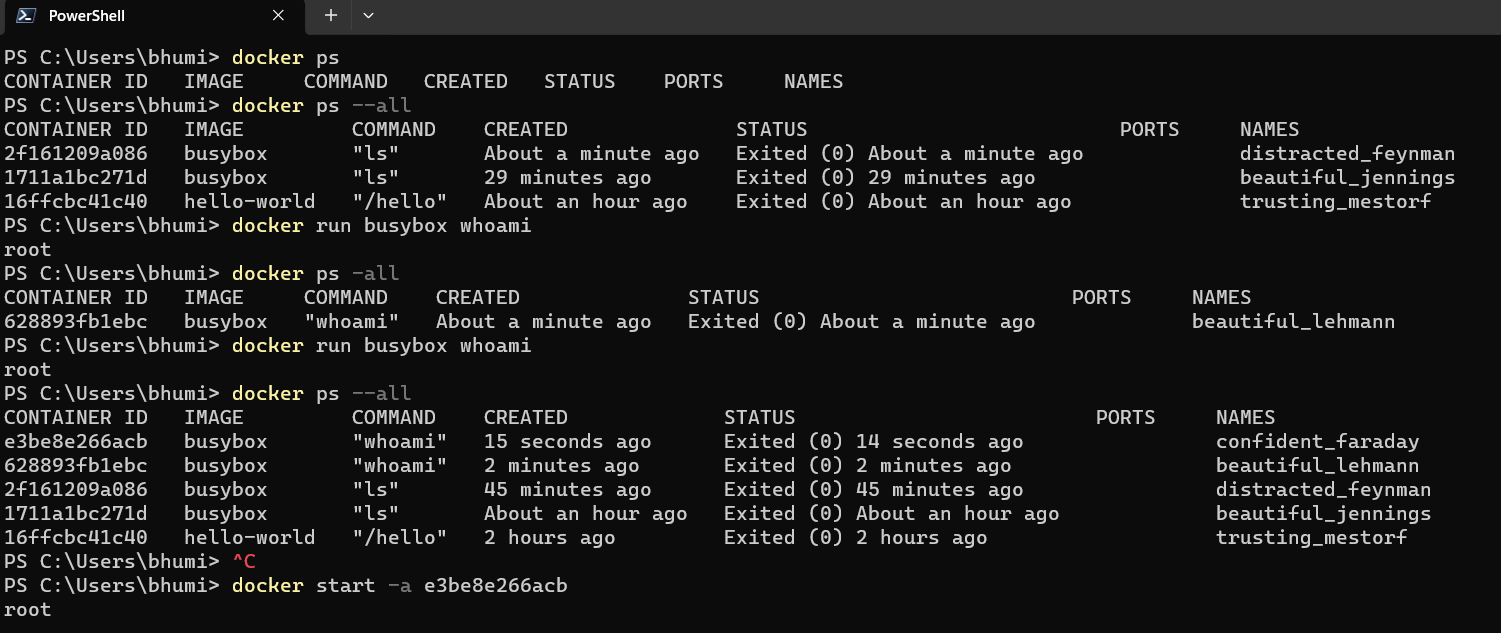 PowerShell
PS C:\Users\bhumi> docker ps
CONTAINER ID   IMAGE     COMMAND   CREATED   STATUS    PORTS     NAMES
PS C:\Users\bhumi> docker ps --all
CONTAINER ID   IMAGE         COMMAND    CREATED              STATUS                          PORTS     NAMES
2f161209a086   busybox       "ls"       About a minute ago   Exited (0) About a minute ago             distracted_feynman
1711a1bc271d   busybox       "ls"       29 minutes ago       Exited (0) 29 minutes ago                 beautiful_jennings
16ffcbc41c40   hello-world   "/hello"   About an hour ago    Exited (0) About an hour ago              trusting_mestorf
PS C:\Users\bhumi> docker run busybox whoami
root
PS C:\Users\bhumi> docker ps -all
CONTAINER ID   IMAGE     COMMAND    CREATED              STATUS                          PORTS     NAMES
628893fb1ebc   busybox   "whoami"   About a minute ago   Exited (0) About a minute ago             beautiful_lehmann
PS C:\Users\bhumi> docker run busybox whoami
root
PS C:\Users\bhumi> docker ps --all
CONTAINER ID   IMAGE         COMMAND    CREATED             STATUS                         PORTS     NAMES
e3be8e266acb   busybox       "whoami"   15 seconds ago      Exited (0) 14 seconds ago                confident_faraday
628893fb1ebc   busybox       "whoami"   2 minutes ago       Exited (0) 2 minutes ago                 beautiful_lehmann
2f161209a086   busybox       "ls"       45 minutes ago      Exited (0) 45 minutes ago                distracted_feynman
1711a1bc271d   busybox       "ls"       About an hour ago   Exited (0) About an hour ago             beautiful_jennings
16ffcbc41c40   hello-world   "/hello"   2 hours ago         Exited (0) 2 hours ago                   trusting_mestorf
PS C:\Users\bhumi> ^C
PS C:\Users\bhumi> docker start -a e3be8e266acb
root